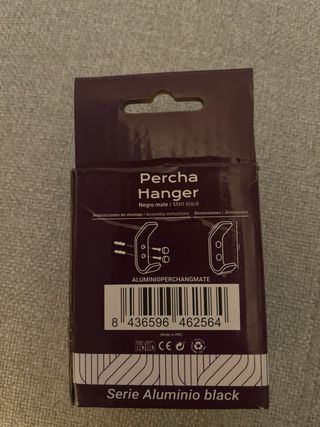 Percha
Hanger
Negro mate / Matt black
Instrucciones de montaje / Assembly instructions
Dimensiones / Dimensions
ALUMINIOPERCHANGMATE
8 436596 462564
Made in PRC
CE
Serie Aluminio black